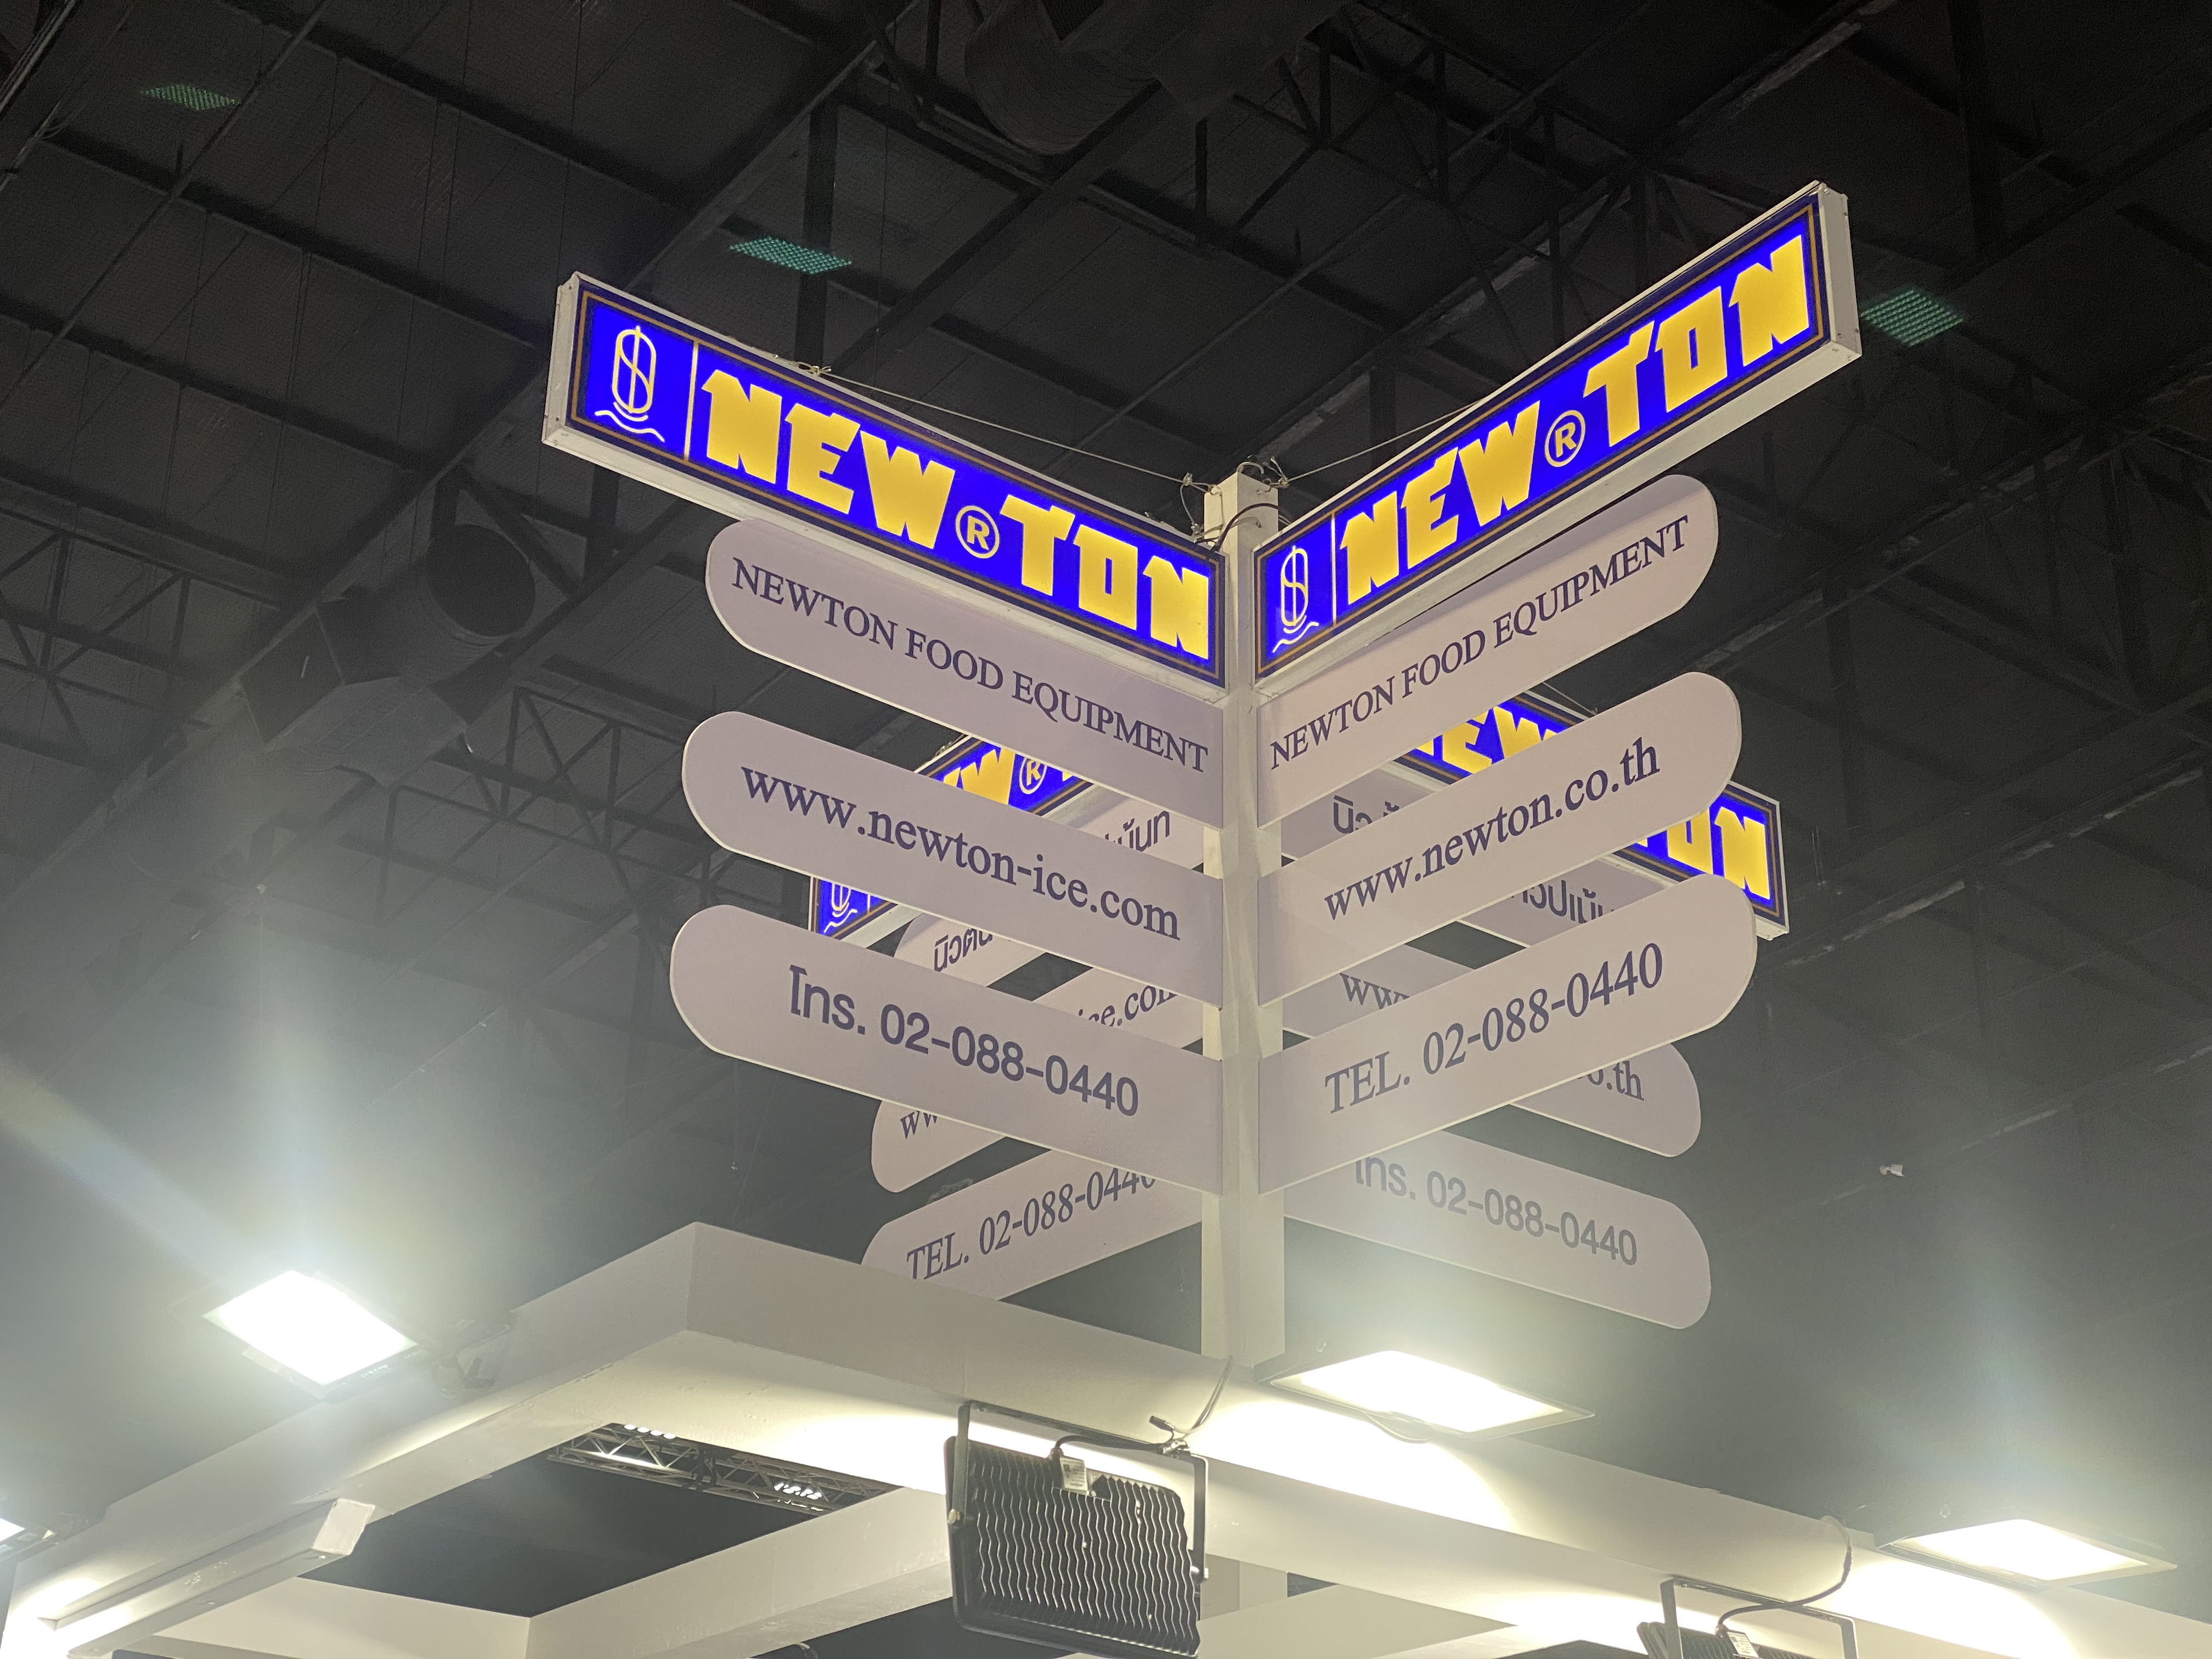 NEW®TON
NEWTON FOOD EQUIPMENT
www.newton-ice.com
โทร. 02-088-0440
NEW®TON
NEWTON FOOD EQUIPMENT
www.newton.co.th
TEL. 02-088-0440
TEL. 02-088-044
โทร. 02-088-0440